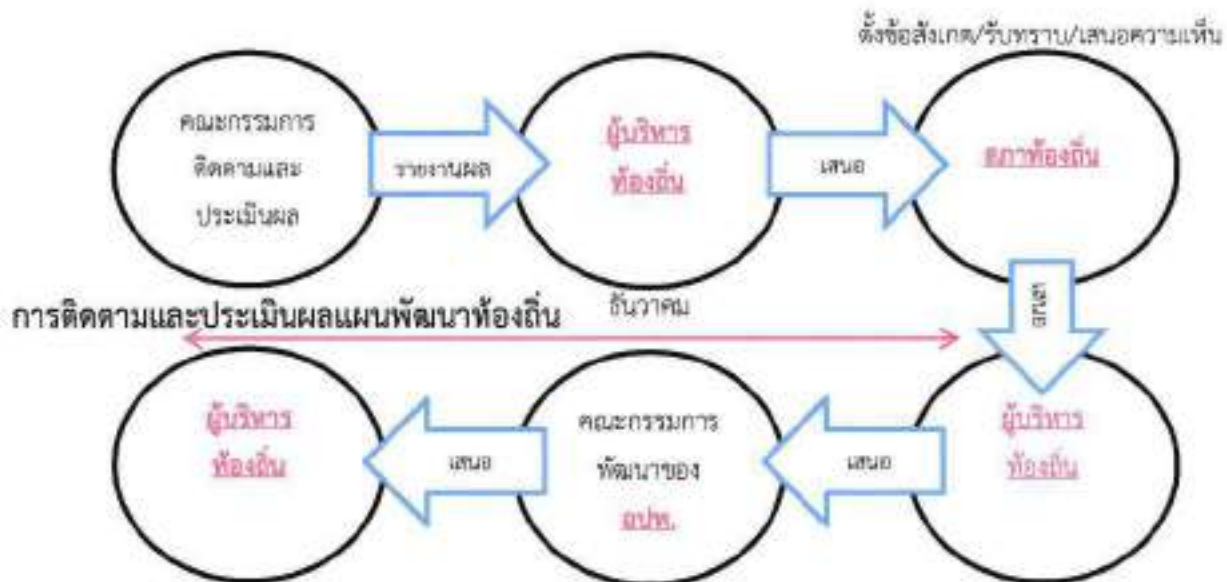 ตั้งข้อสังเกต/รับทราบ/เสนอความเห็น
คณะกรรมการ
ติดตามและ
ประเมินผล
รายงานผล
ผู้บริหาร
ท้องถิ่น
เสนอ
สภาท้องถิ่น
เสนอ
ธันวาคม
การติดตามและประเมินผลแผนพัฒนาท้องถิ่น
ผู้บริหาร
ท้องถิ่น
เสนอ
คณะกรรมการ
พัฒนาของ
อปท.
เสนอ
ผู้บริหาร
ท้องถิ่น